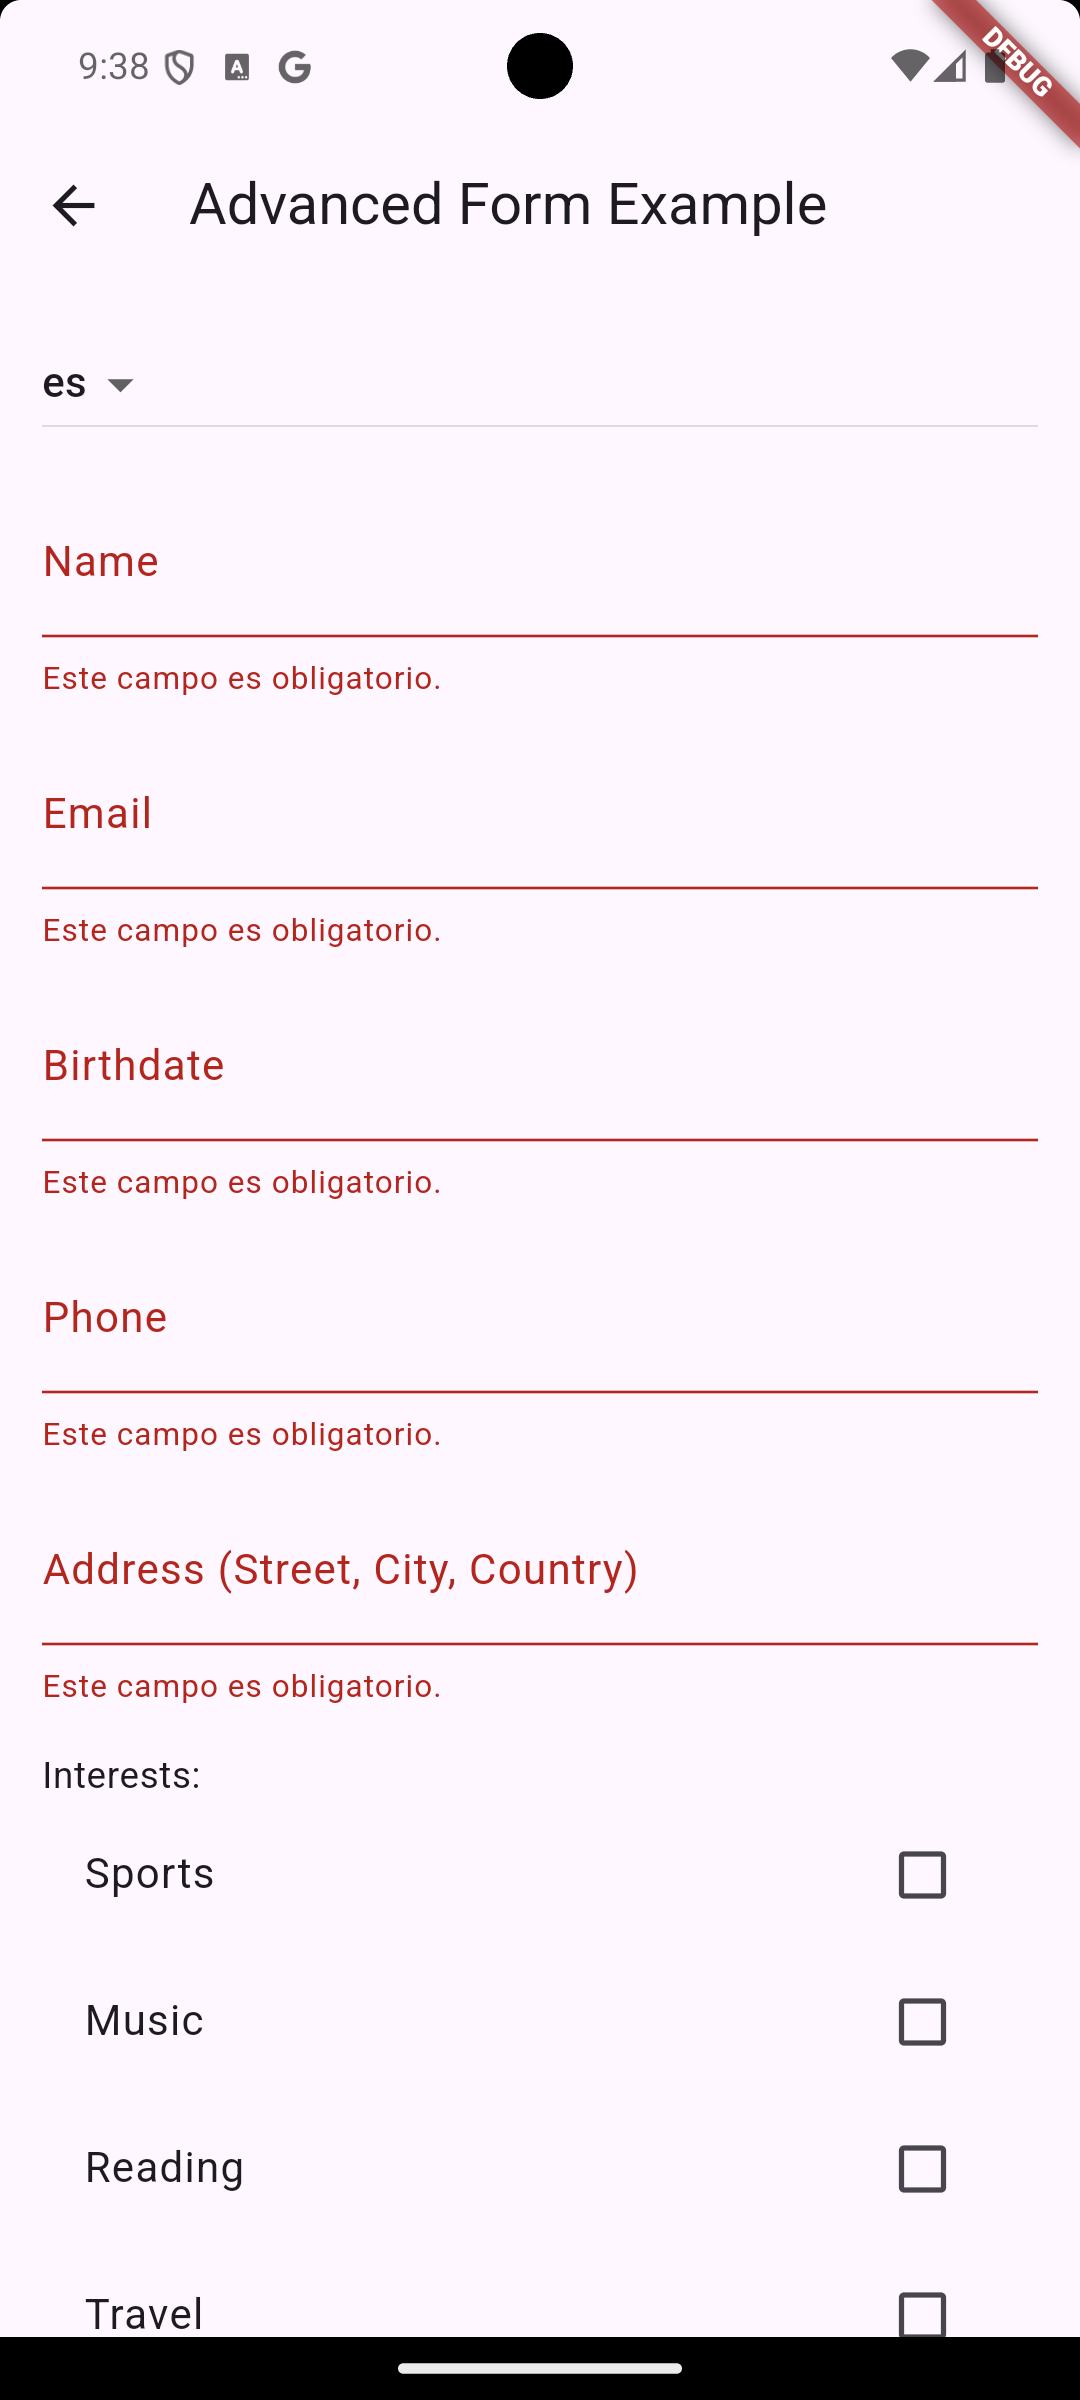 9:38
DEBUG
Advanced Form Example
es
Name
Este campo es obligatorio.
Email
Este campo es obligatorio.
Birthdate
Este campo es obligatorio.
Phone
Este campo es obligatorio.
Address (Street, City, Country)
Este campo es obligatorio.
Interests:
Sports
Music
Reading
Travel